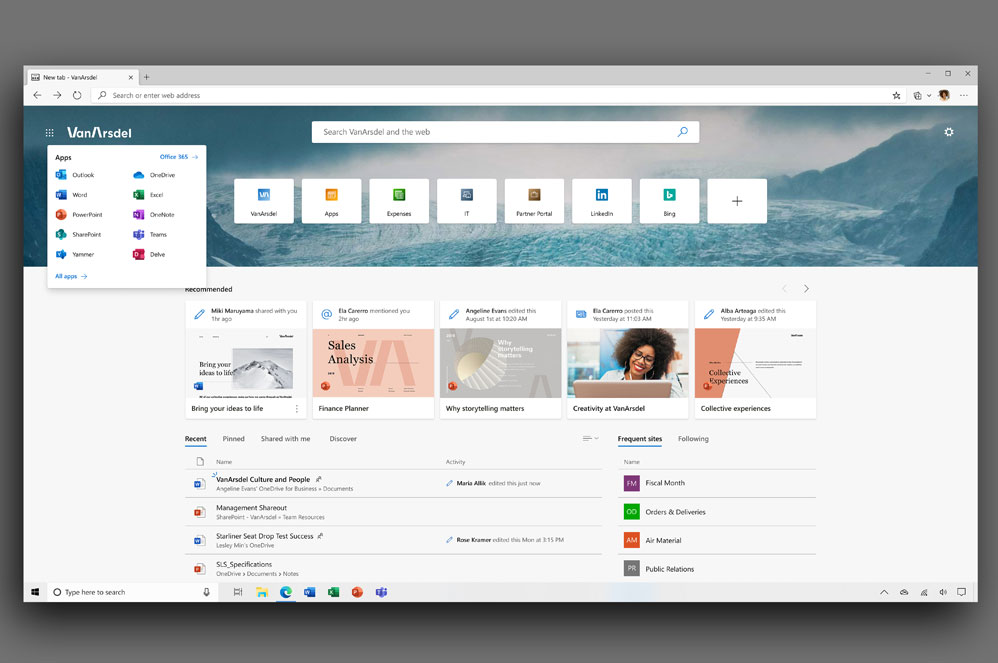 New tab - VanArsdel
Search or enter web address
VanArsdel
Search VanArsdel and the web
Apps
Office 365
Outlook
OneDrive
Word
Excel
PowerPoint
OneNote
SharePoint
Teams
Yammer
Delve
All apps
VanArsdel
Apps
Expenses
IT
Partner Portal
LinkedIn
Bing
Recommended
Miki Maruyama shared with you
1hr ago
Bring your
ideas to life
Bring your ideas to life
Ela Carerro mentioned you
2hr ago
Sales
Analysis
Finance Planner
Angeline Evans edited this
August 1st at 10:20 AM
Why
storytelling
matters
Why storytelling matters
Ela Carerro posted this
Yesterday at 11:03 AM
Creativity at VanArsdel
Alba Arteaga edited this
Yesterday at 9:35 AM
Collective
Experiences
Collective experiences
Recent
Pinned
Shared with me
Discover
Name
Activity
VanArsdel Culture and People
Angeline Evans' OneDrive for Business » Documents
Maria Allik edited this just now
Management Shareout
SharePoint - VanArsdel » Team Resources
Starliner Seat Drop Test Success
Lesley Min's OneDrive
Rose Kramer edited this Mon at 3:15 PM
SLS_Specifications
OneDrive > Documents > Notes
Frequent sites
Following
Name
FM
Fiscal Month
OD
Orders & Deliveries
AM
Air Material
PR
Public Relations
Type here to search